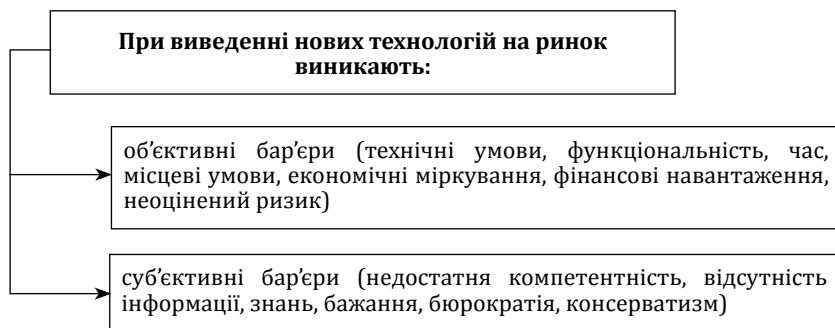 При виведенні нових технологій на ринок
виникають:
об’єктивні бар’єри (технічні умови, функціональність, час,
місцеві умови, економічні міркування, фінансові навантаження,
неоцінений ризик)
суб’єктивні бар’єри (недостатня компетентність, відсутність
інформації, знань, бажання, бюрократія, консерватизм)